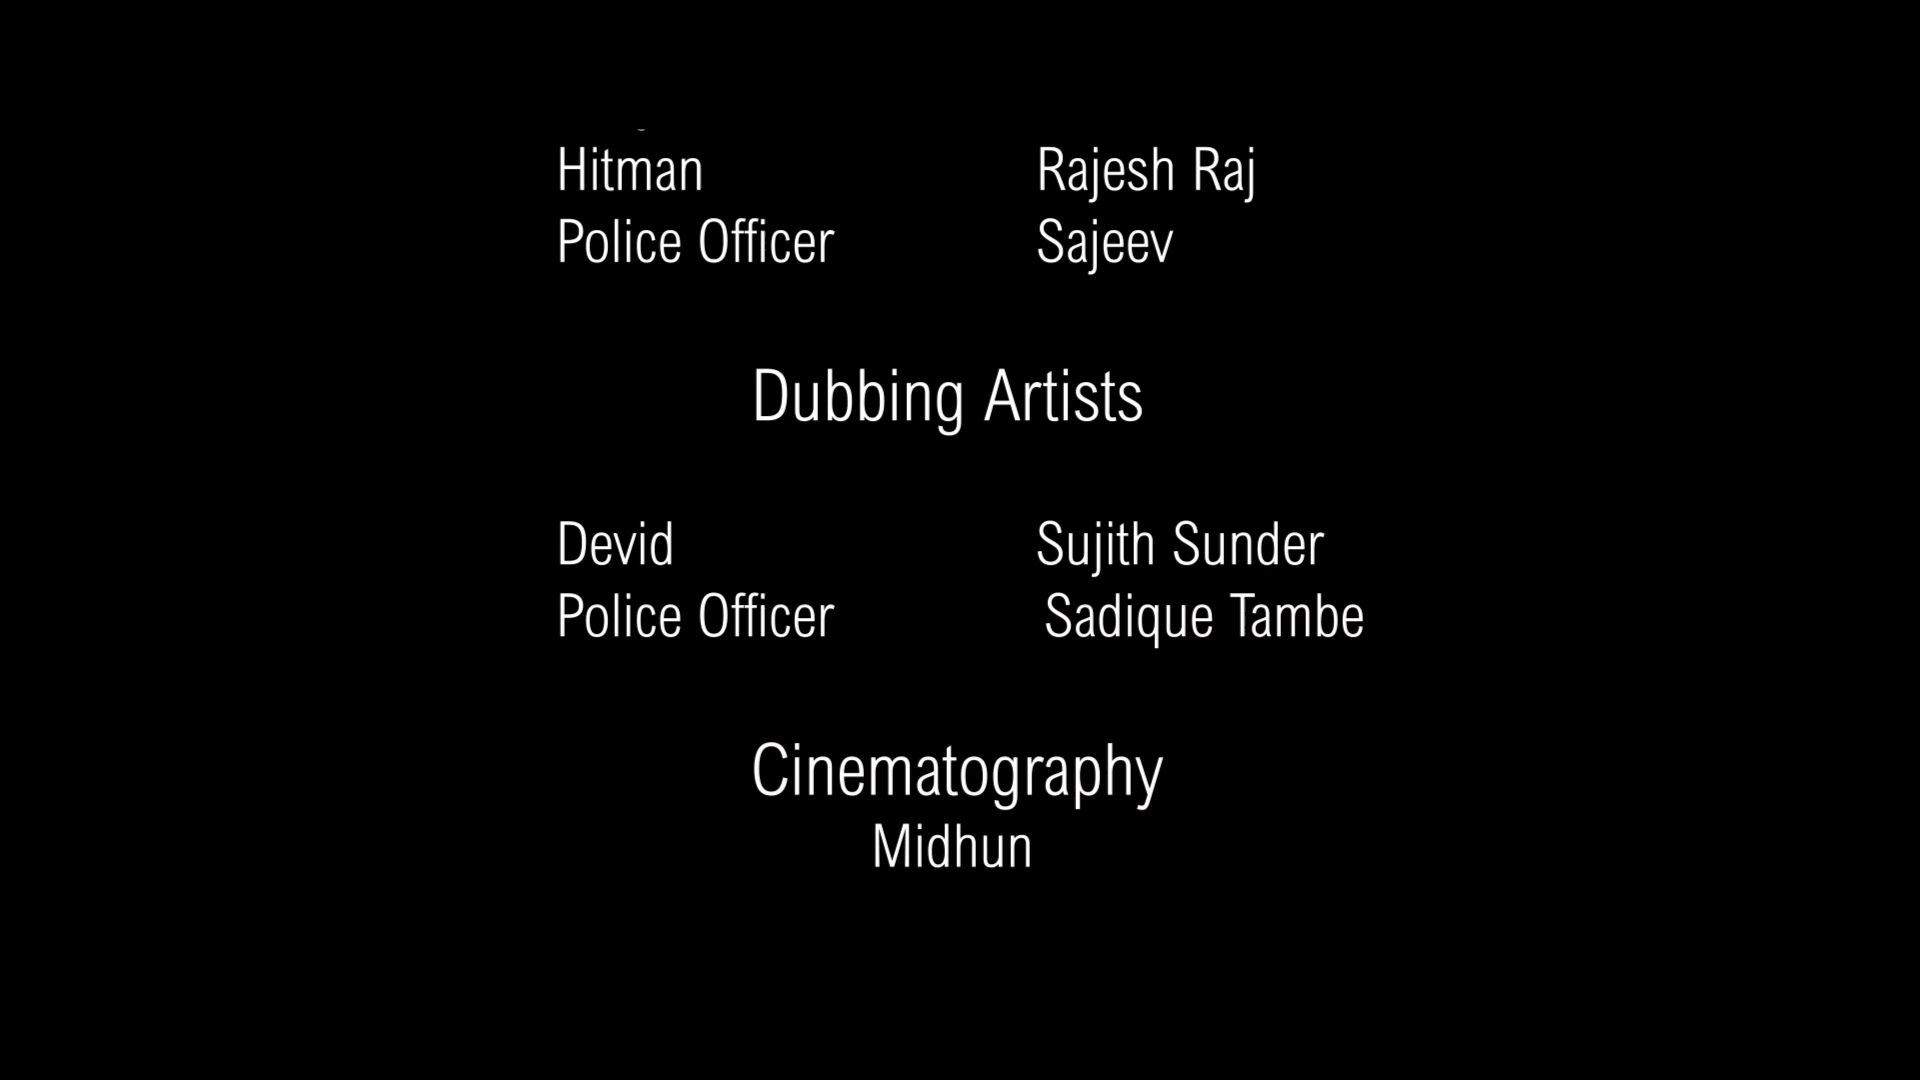 Hitman Rajesh Raj
Police Officer Sajeev
Dubbing Artists
Devid Sujith Sunder
Police Officer Sadique Tambe
Cinematography
Midhun